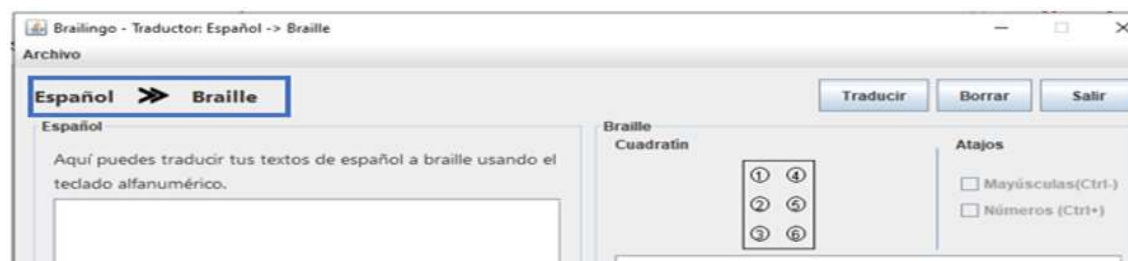 Brailingo - Traductor: Español -> Braille
Archivo
Español >> Braille
Traducir Borrar Salir
Español
Aquí puedes traducir tus textos de español a braille usando el
teclado alfanumérico.
Braille
Cuadratín
① ④
② ⑤
③ ⑥
Atajos
Mayúsculas(Ctrl-)
Números (Ctrl+)